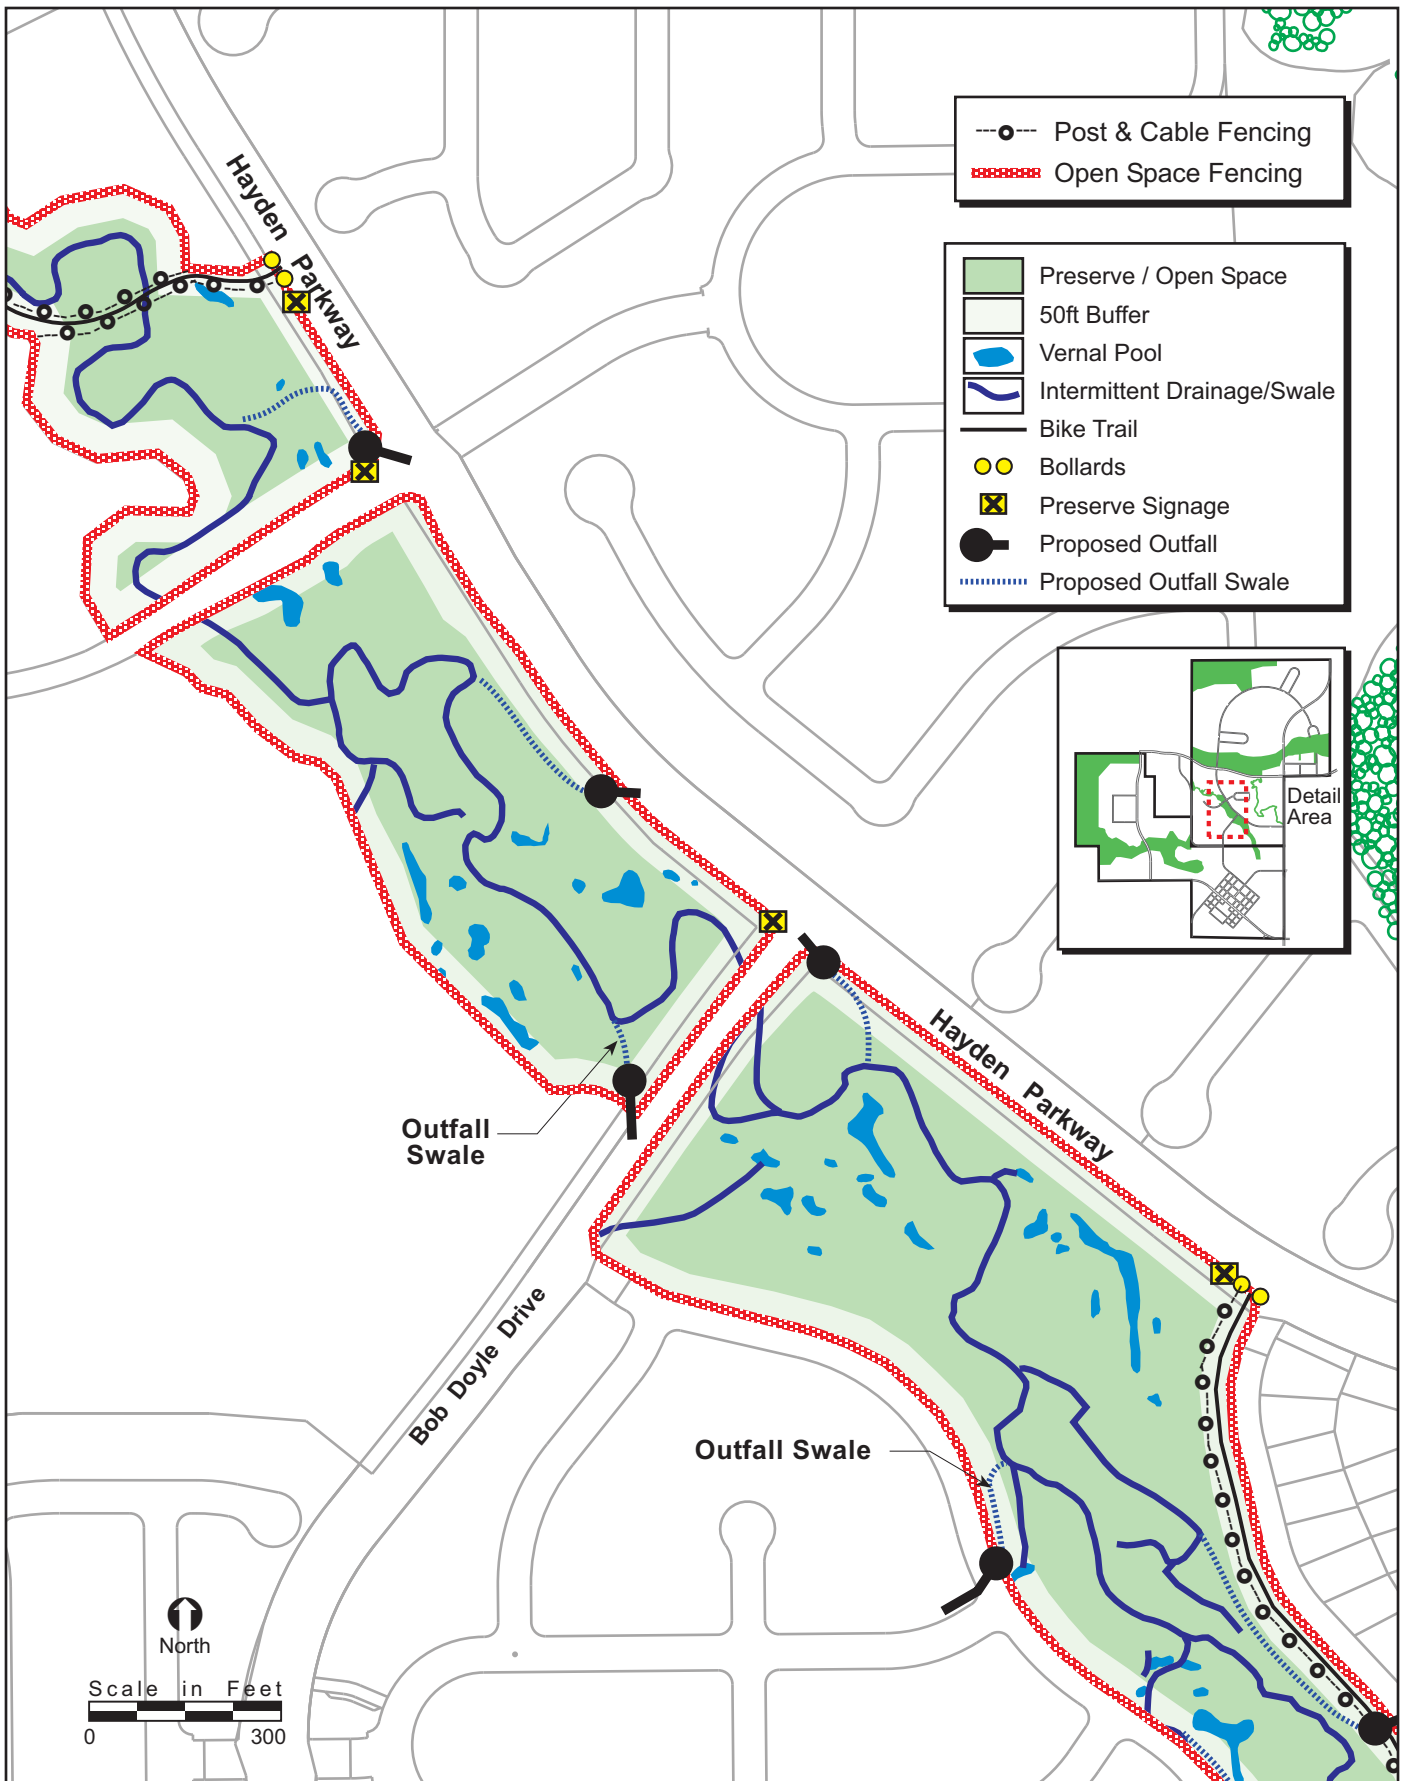 Hayden Parkway
Post & Cable Fencing
Open Space Fencing
Preserve / Open Space
50ft Buffer
Vernal Pool
Intermittent Drainage/Swale
Bike Trail
Bollards
Preserve Signage
Proposed Outfall
Proposed Outfall Swale
Detail
Area
Hayden Parkway
Outfall
Swale
Bob Doyle Drive
Outfall Swale
North
Scale in Feet
0 300